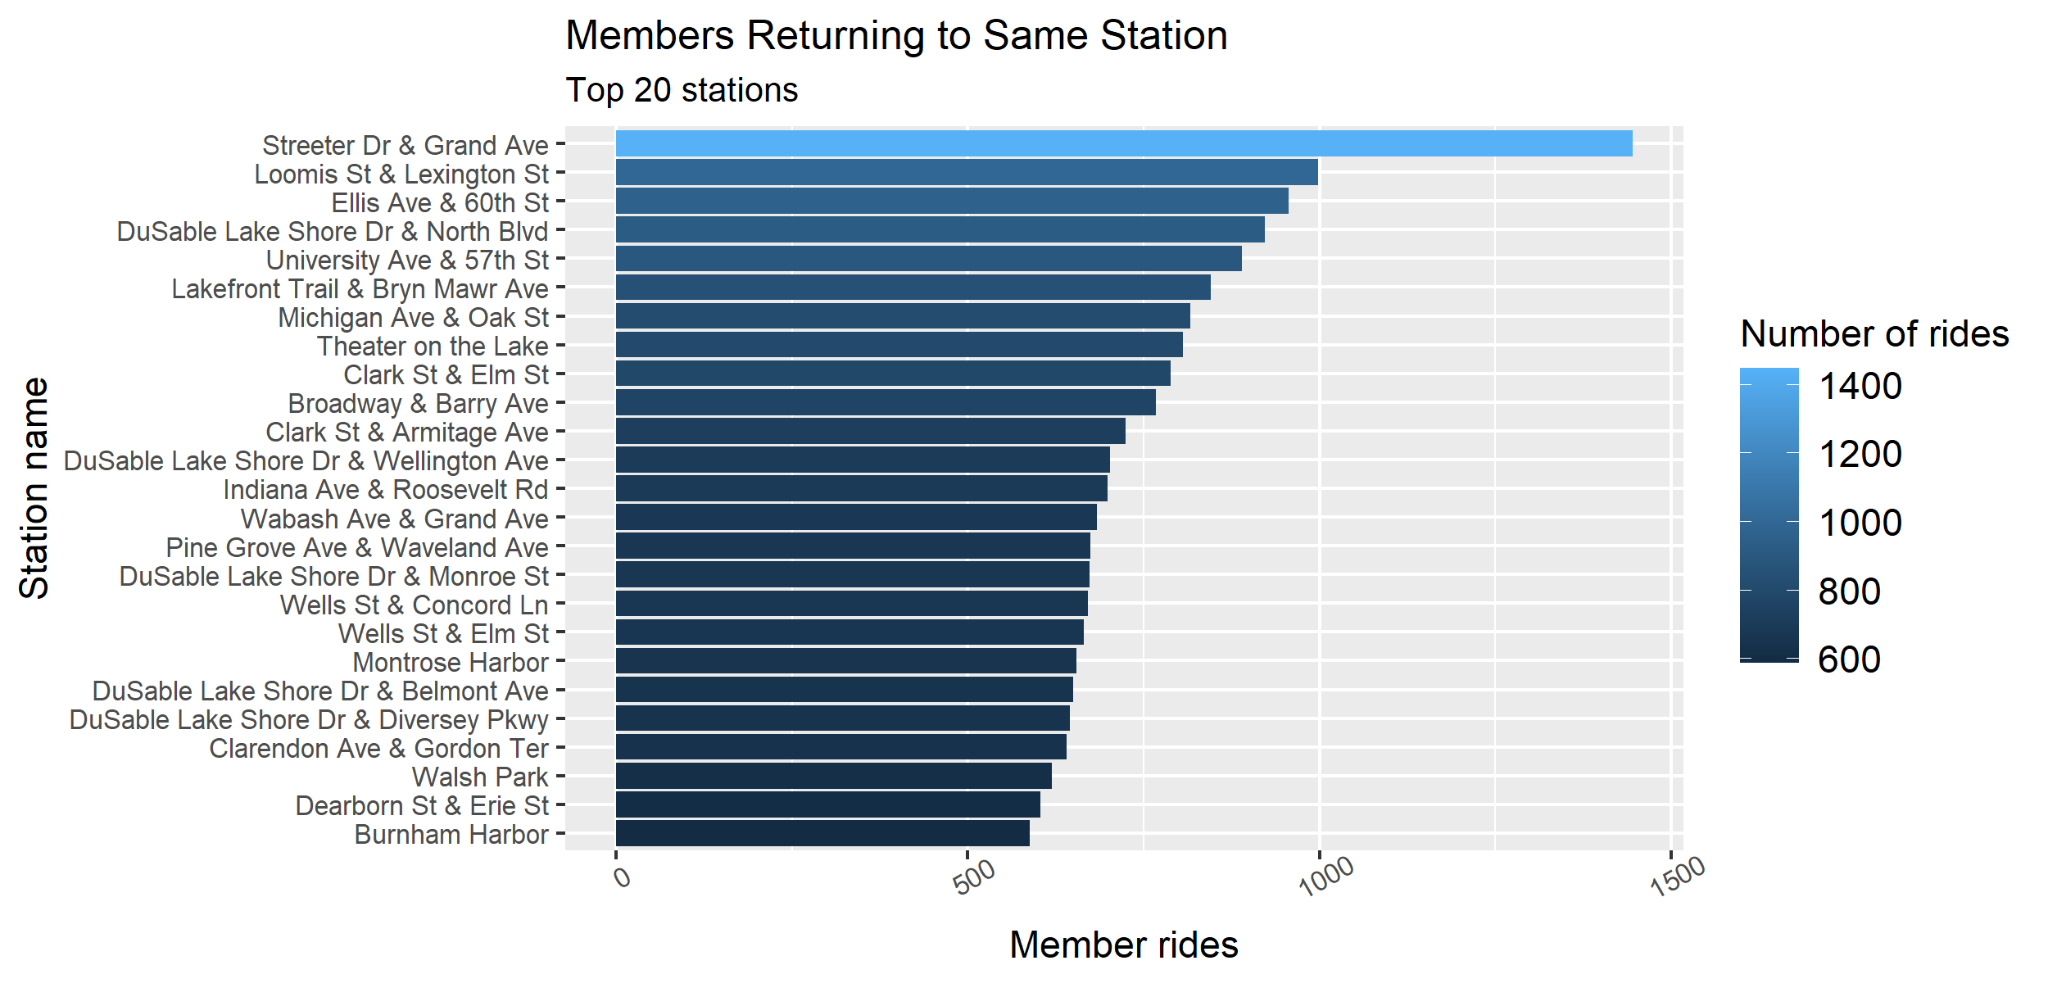 Members Returning to Same Station
Top 20 stations
Streeter Dr & Grand Ave
Loomis St & Lexington St
Ellis Ave & 60th St
DuSable Lake Shore Dr & North Blvd
University Ave & 57th St
Lakefront Trail & Bryn Mawr Ave
Michigan Ave & Oak St
Theater on the Lake
Clark St & Elm St
Broadway & Barry Ave
Clark St & Armitage Ave
DuSable Lake Shore Dr & Wellington Ave
Indiana Ave & Roosevelt Rd
Wabash Ave & Grand Ave
Pine Grove Ave & Waveland Ave
DuSable Lake Shore Dr & Monroe St
Wells St & Concord Ln
Wells St & Elm St
Montrose Harbor
DuSable Lake Shore Dr & Belmont Ave
DuSable Lake Shore Dr & Diversey Pkwy
Clarendon Ave & Gordon Ter
Walsh Park
Dearborn St & Erie St
Burnham Harbor
Station name
0
500
1000
1500
Member rides
Number of rides
1400
1200
1000
800
600